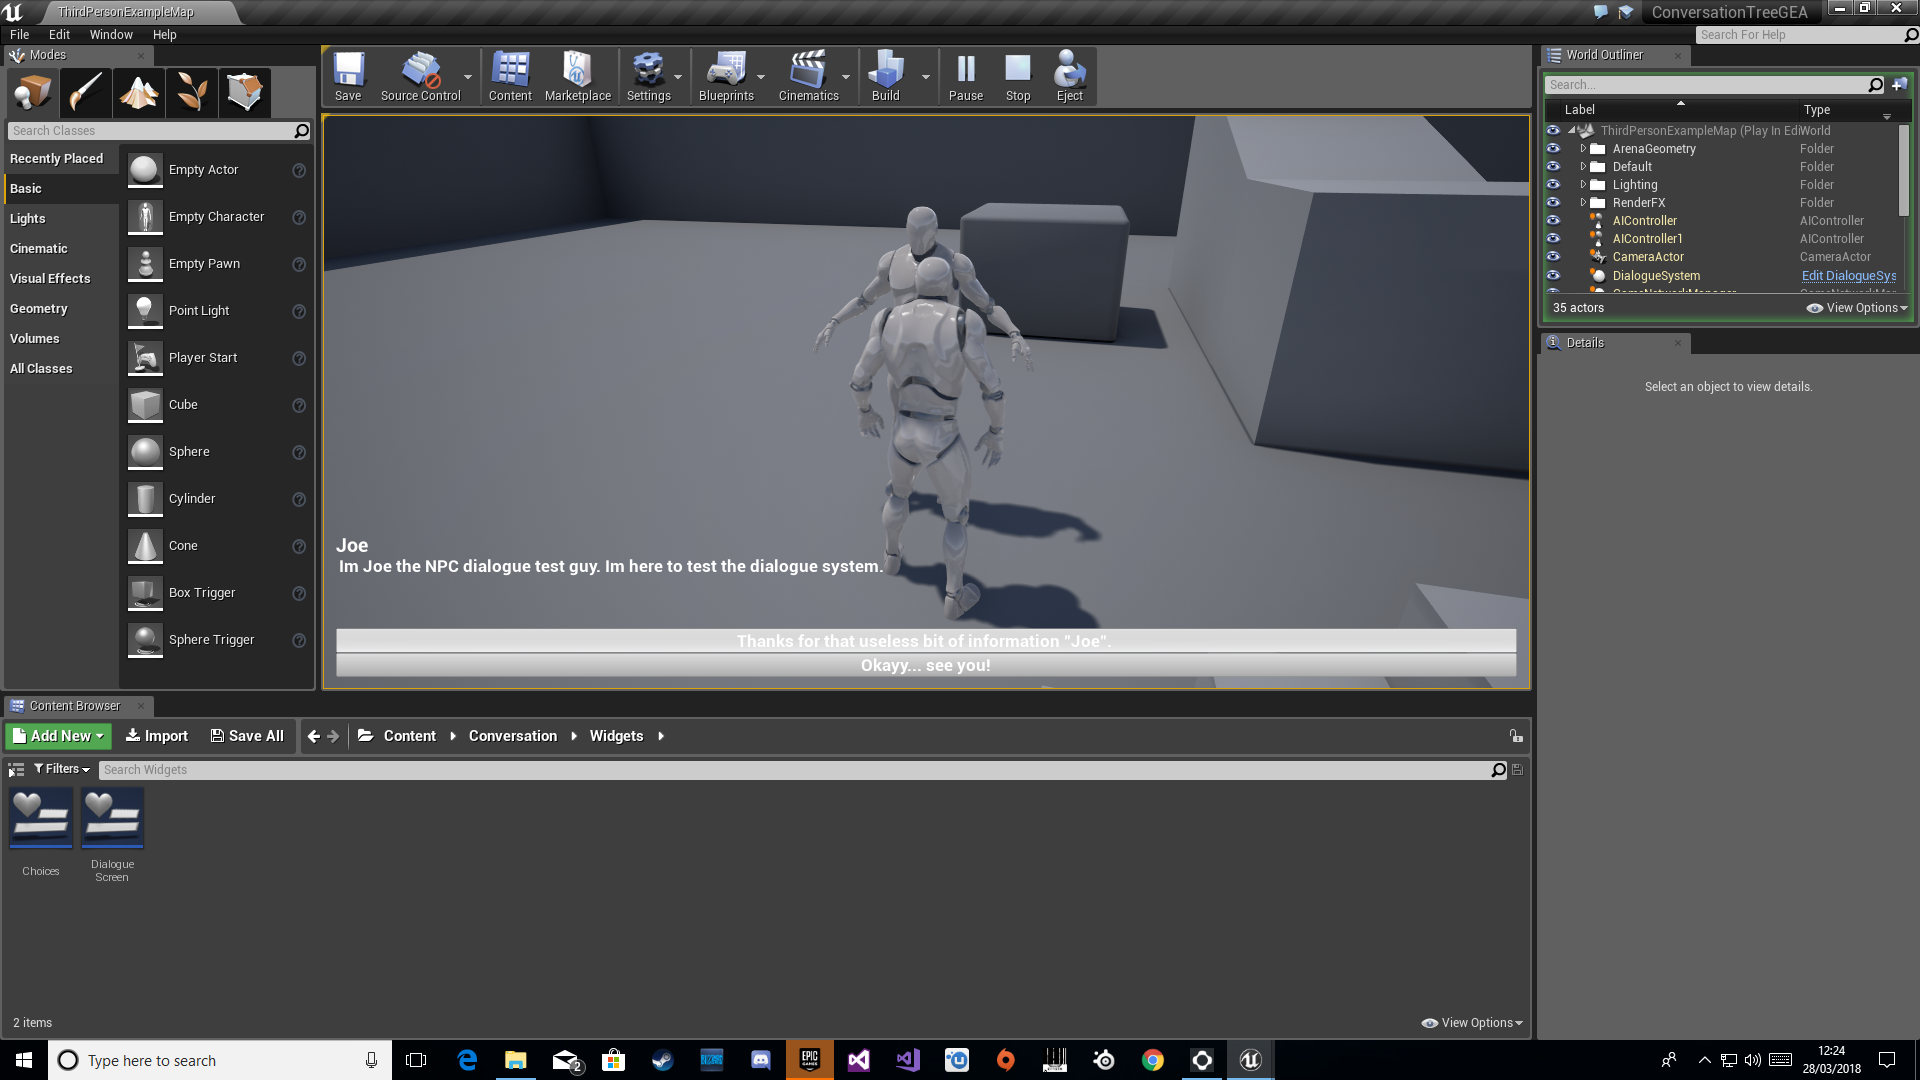 ThirdPersonExampleMap
ConversationTreeGEA
File Edit Window Help
Search For Help
Modes
Search Classes
Recently Placed
Basic
Lights
Cinematic
Visual Effects
Geometry
Volumes
All Classes
Empty Actor
Empty Character
Empty Pawn
Point Light
Player Start
Cube
Sphere
Cylinder
Cone
Box Trigger
Sphere Trigger
Save Source Control Content Marketplace Settings Blueprints Cinematics Build Pause Stop Eject
Joe
Im Joe the NPC dialogue test guy. Im here to test the dialogue system.
Thanks for that useless bit of information "Joe".
Okayy... see you!
World Outliner
Search...
Label Type
ThirdPersonExampleMap (Play In Edi World
ArenaGeometry Folder
Default Folder
Lighting Folder
RenderFX Folder
AIController AIController
AIController1 AIController
CameraActor CameraActor
DialogueSystem Edit DialogueSys
35 actors View Options
Details
Select an object to view details.
Content Browser
Add New Import Save All Content Conversation Widgets
Filters Search Widgets
Choices
Dialogue
Screen
2 items View Options
Type here to search
2
EPIC
GAMES
12:24
28/03/2018